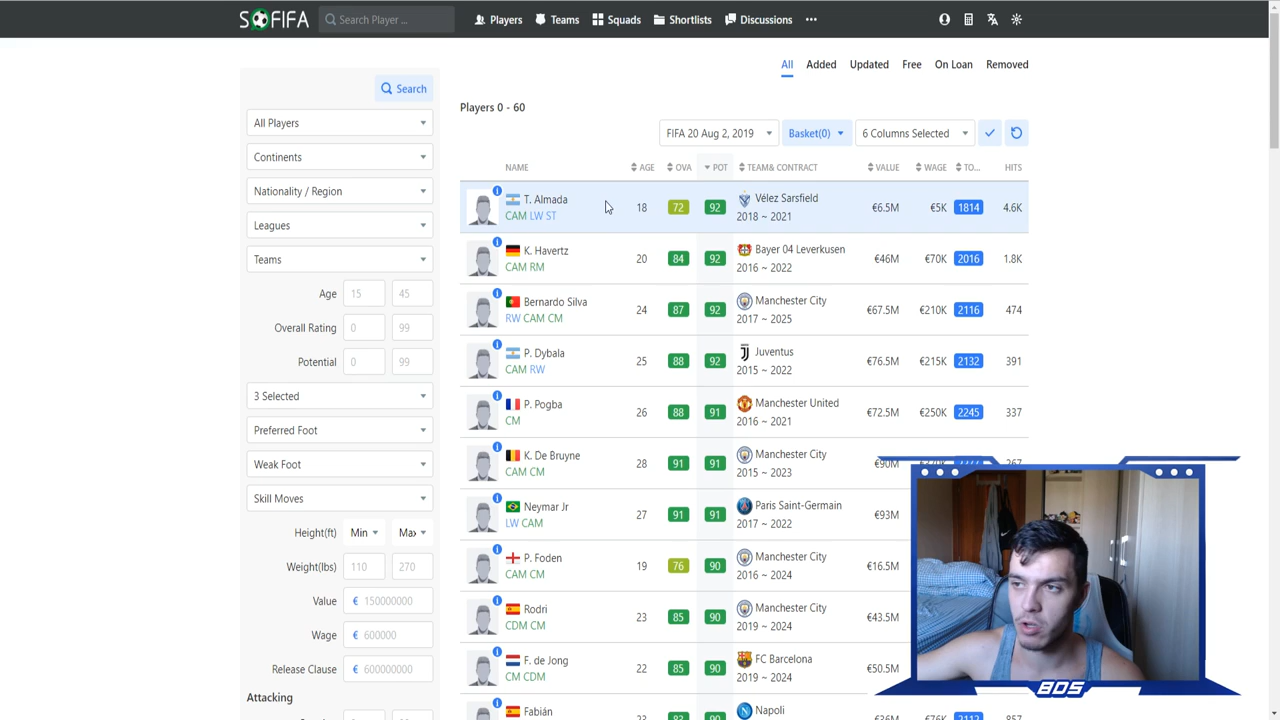 SOFIFA
Search Player ...
Players
Teams
Squads
Shortlists
Discussions
All
Added
Updated
Free
On Loan
Removed
Search
All Players
Continents
Nationality / Region
Leagues
Teams
Age 15 45
Overall Rating 0 99
Potential 0 99
3 Selected
Preferred Foot
Weak Foot
Skill Moves
Height(ft) Min Max
Weight(lbs) 110 270
Value € 150000000
Wage € 600000
Release Clause € 600000000
Attacking
Players 0 - 60
FIFA 20 Aug 2, 2019
Basket(0)
6 Columns Selected
NAME AGE OVA POT TEAM& CONTRACT VALUE WAGE TO... HITS
T. Almada 18 72 92 Vélez Sarsfield €6.5M €5K 1814 4.6K
CAM LW ST 2018 ~ 2021
K. Havertz 20 84 92 Bayer 04 Leverkusen €46M €70K 2016 1.8K
CAM RM 2016 ~ 2022
Bernardo Silva 24 87 92 Manchester City €67.5M €210K 2116 474
RW CAM CM 2017 ~ 2025
P. Dybala 25 88 92 Juventus €76.5M €215K 2132 391
CAM RW 2015 ~ 2022
P. Pogba 26 88 91 Manchester United €72.5M €250K 2245 337
CM 2016 ~ 2021
K. De Bruyne 28 91 91 Manchester City €90M
CAM CM 2015 ~ 2023
Neymar Jr 27 91 91 Paris Saint-Germain €93M
LW CAM 2017 ~ 2022
P. Foden 19 76 90 Manchester City €16.5M
CAM CM 2016 ~ 2024
Rodri 23 85 90 Manchester City €43.5M
CDM CM 2019 ~ 2024
F. de Jong 22 85 90 FC Barcelona €50.5M
CM CDM 2019 ~ 2024
Fabián Napoli
BDS